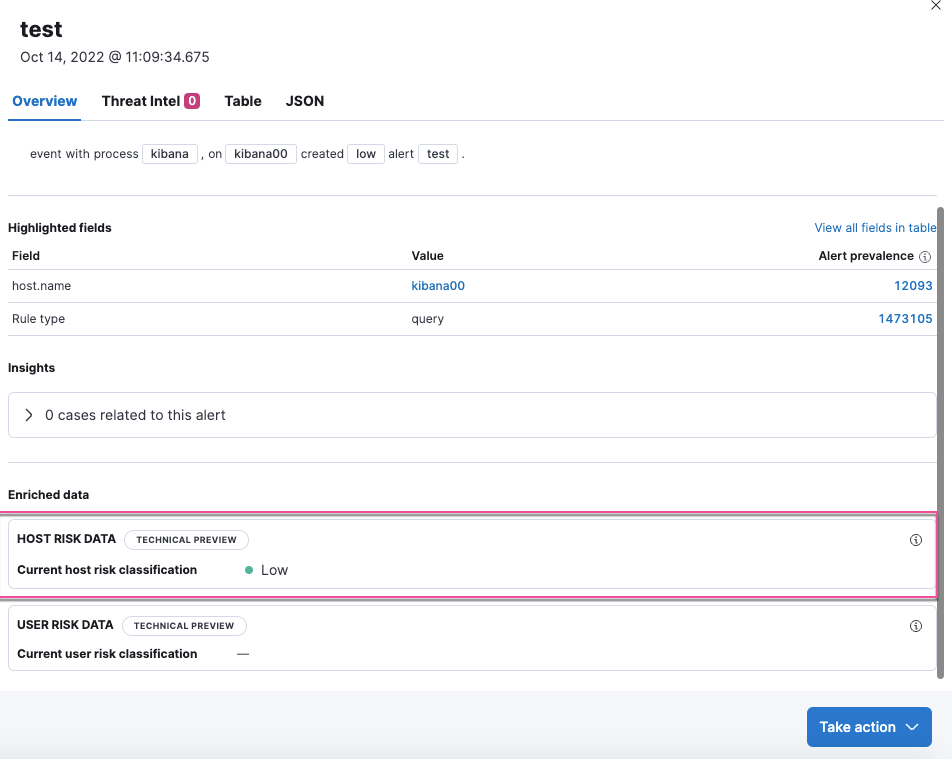 test
Oct 14, 2022 @ 11:09:34.675
Overview Threat Intel 0 Table JSON
event with process kibana , on kibana00 created low alert test .
Highlighted fields View all fields in table
Field Value Alert prevalence
host.name kibana00 12093
Rule type query 1473105
Insights
0 cases related to this alert
Enriched data
HOST RISK DATA TECHNICAL PREVIEW
Current host risk classification Low
USER RISK DATA TECHNICAL PREVIEW
Current user risk classification —
Take action